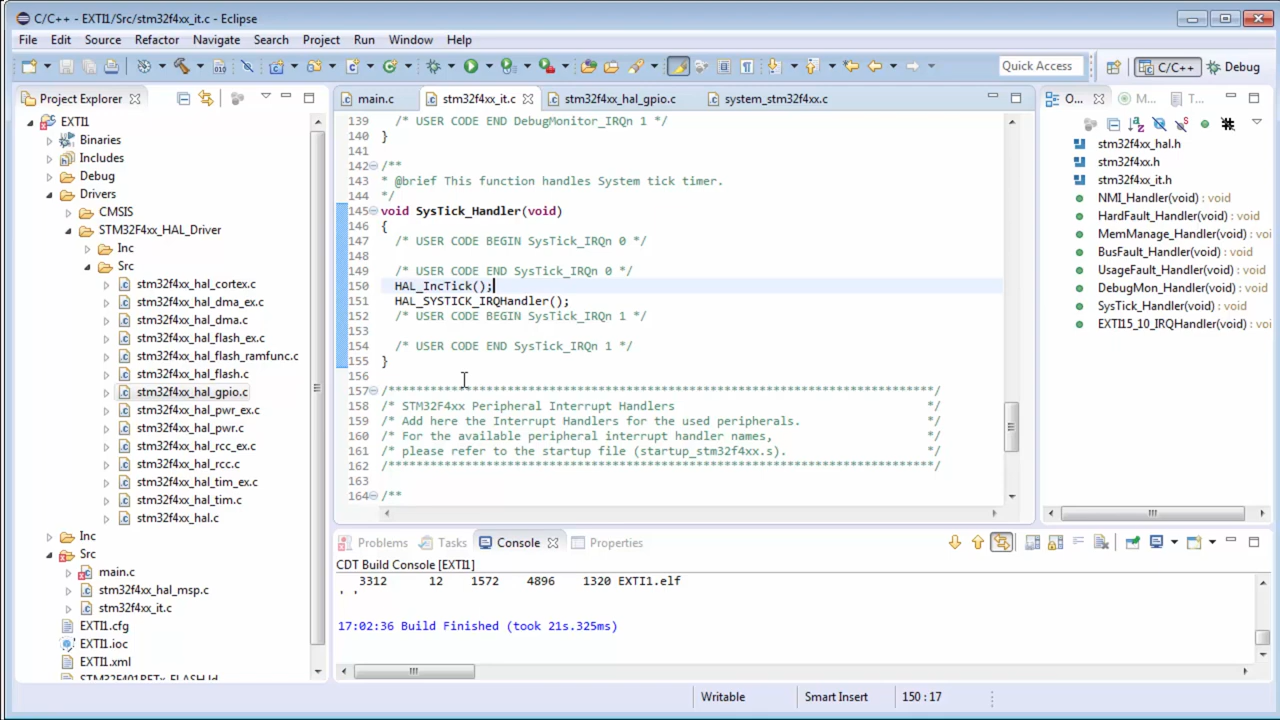 C/C++ - EXTI1/Src/stm32f4xx_it.c - Eclipse
File Edit Source Refactor Navigate Search Project Run Window Help
Quick Access
C/C++
Debug
Project Explorer
EXTI1
Binaries
Includes
Debug
Drivers
CMSIS
STM32F4xx_HAL_Driver
Inc
Src
stm32f4xx_hal_cortex.c
stm32f4xx_hal_dma_ex.c
stm32f4xx_hal_dma.c
stm32f4xx_hal_flash_ex.c
stm32f4xx_hal_flash_ramfunc.c
stm32f4xx_hal_flash.c
stm32f4xx_hal_gpio.c
stm32f4xx_hal_pwr_ex.c
stm32f4xx_hal_pwr.c
stm32f4xx_hal_rcc_ex.c
stm32f4xx_hal_rcc.c
stm32f4xx_hal_tim_ex.c
stm32f4xx_hal_tim.c
stm32f4xx_hal.c
Inc
Src
main.c
stm32f4xx_hal_msp.c
stm32f4xx_it.c
EXTI1.cfg
EXTI1.ioc
EXTI1.xml
main.c stm32f4xx_it.c stm32f4xx_hal_gpio.c system_stm32f4xx.c
139 /* USER CODE END DebugMonitor_IRQn 1 */
140 }
141
142 /**
143 * @brief This function handles System tick timer.
144 */
145 void SysTick_Handler(void)
146 {
147 /* USER CODE BEGIN SysTick_IRQn 0 */
148
149 /* USER CODE END SysTick_IRQn 0 */
150 HAL_IncTick();
151 HAL_SYSTICK_IRQHandler();
152 /* USER CODE BEGIN SysTick_IRQn 1 */
153
154 /* USER CODE END SysTick_IRQn 1 */
155 }
156
157 /******************************************************************************/
158 /* STM32F4xx Peripheral Interrupt Handlers */
159 /* Add here the Interrupt Handlers for the used peripherals. */
160 /* For the available peripheral interrupt handler names, */
161 /* please refer to the startup file (startup_stm32f4xx.s). */
162 /******************************************************************************/
163
164 /**
O... M... T...
stm32f4xx_hal.h
stm32f4xx.h
stm32f4xx_it.h
NMI_Handler(void) : void
HardFault_Handler(void)
MemManage_Handler(void)
BusFault_Handler(void)
UsageFault_Handler(void)
DebugMon_Handler(void)
SysTick_Handler(void) : vo
EXTI15_10_IRQHandler(void)
Problems Tasks Console Properties
CDT Build Console [EXTI1]
3312 12 1572 4896 1320 EXTI1.elf
' '
17:02:36 Build Finished (took 21s.325ms)
Writable Smart Insert 150 : 17